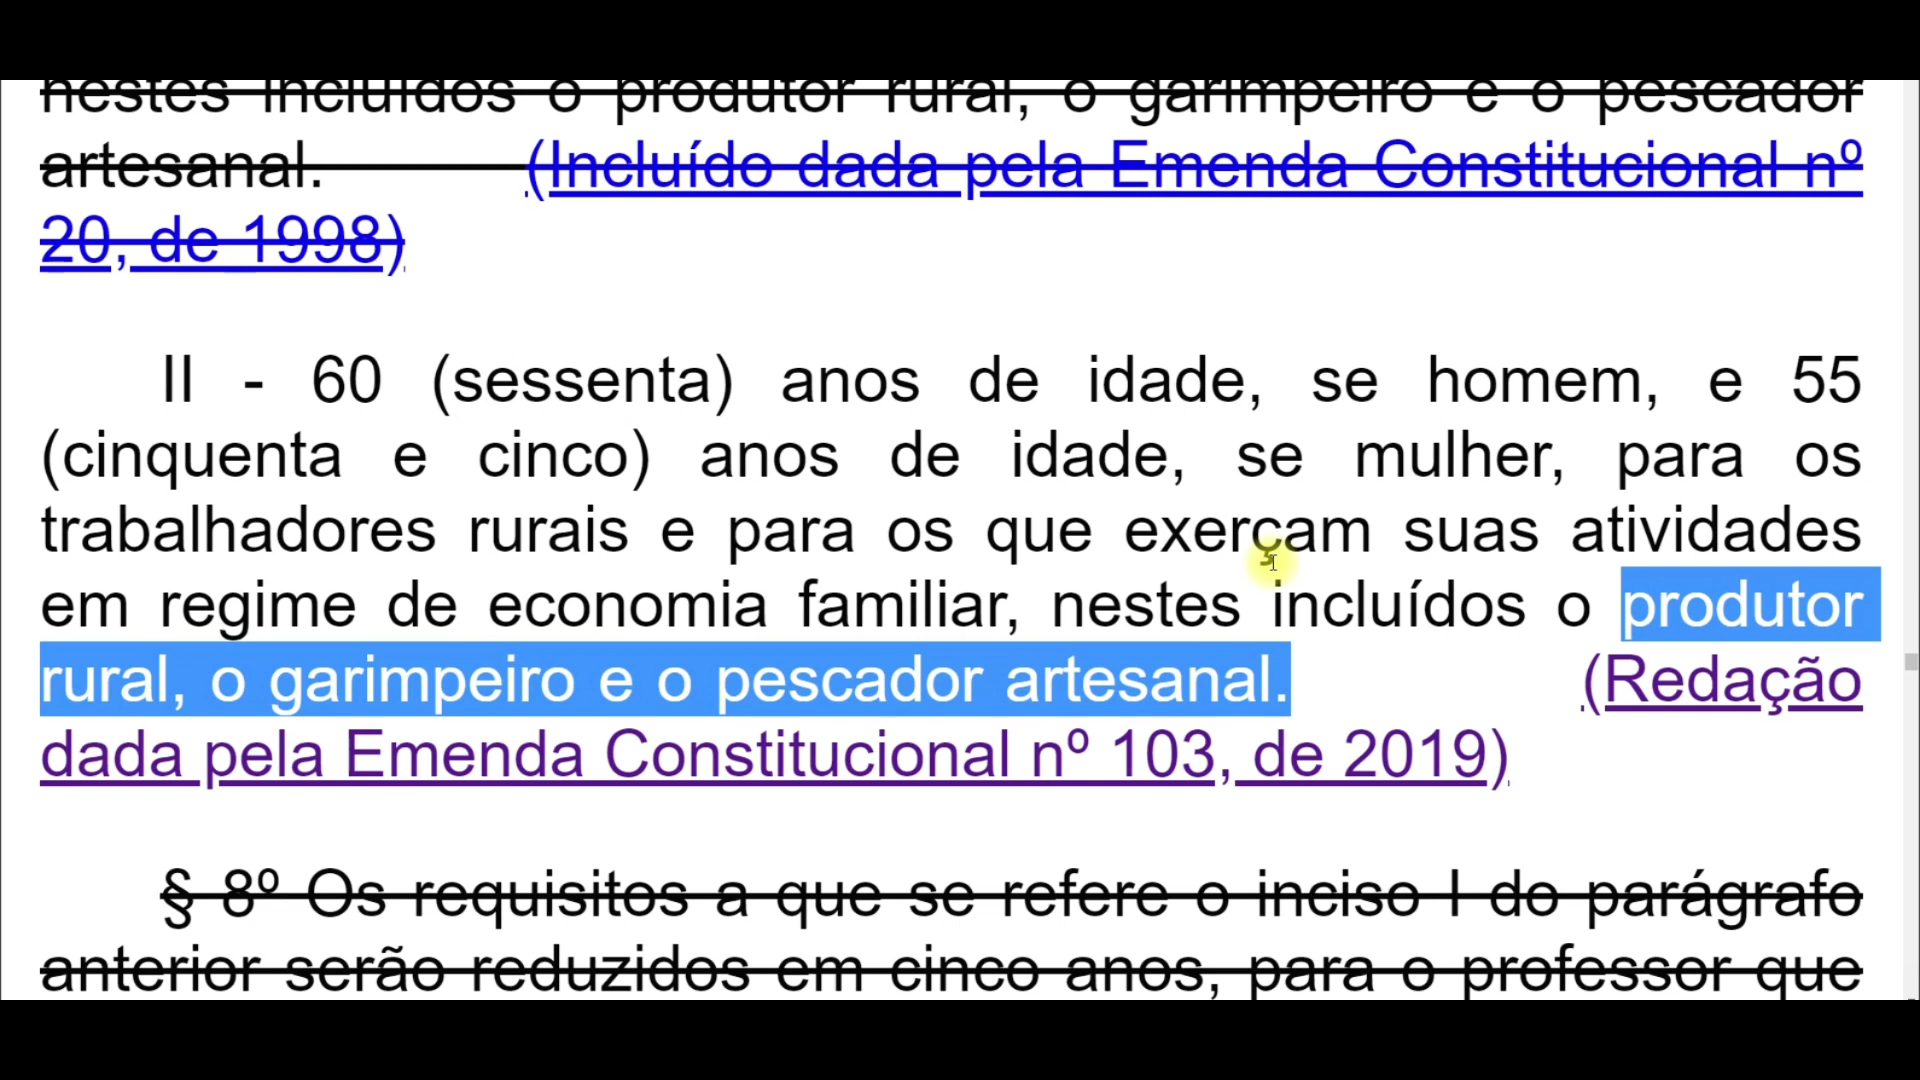 nestes incluídos o produtor rural, o garimpeiro e o pescador
artesanal. (Incluído dada pela Emenda Constitucional nº
20, de 1998)
II - 60 (sessenta) anos de idade, se homem, e 55
(cinquenta e cinco) anos de idade, se mulher, para os
trabalhadores rurais e para os que exerçam suas atividades
em regime de economia familiar, nestes incluídos o produtor
rural, o garimpeiro e o pescador artesanal. (Redação
dada pela Emenda Constitucional nº 103, de 2019)
§ 8º Os requisitos a que se refere o inciso I do parágrafo
anterior serão reduzidos em cinco anos, para o professor que